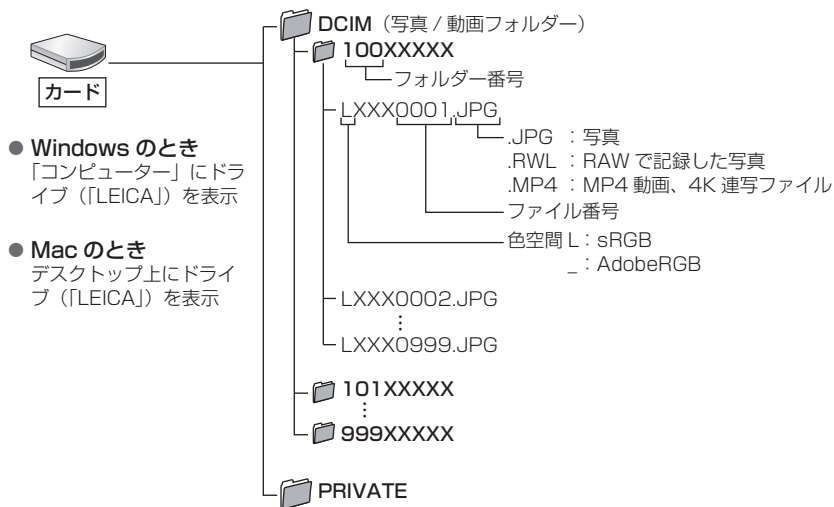 カード
● Windows のとき
「コンピューター」にドラ
イブ（「LEICA」）を表示
● Mac のとき
デスクトップ上にドライ
ブ（「LEICA」）を表示
DCIM（写真 / 動画フォルダー）
100XXXXX
フォルダー番号
LXXX0001.JPG
.JPG ：写真
.RWL ：RAW で記録した写真
.MP4 ：MP4 動画、4K 連写ファイル
ファイル番号
色空間 L：sRGB
_：AdobeRGB
LXXX0002.JPG
⋮
LXXX0999.JPG
101XXXXX
⋮
999XXXXX
PRIVATE